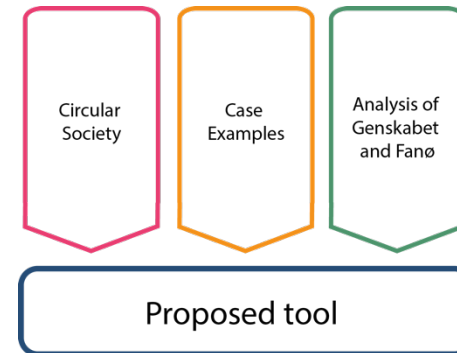 Circular
Society
Case
Examples
Analysis of
Genskabet
and Fanø
Proposed tool